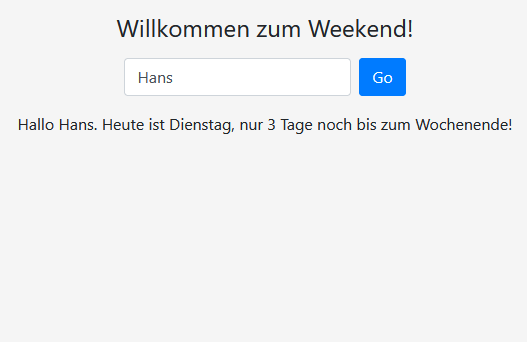 Willkommen zum Weekend!
Hans Go
Hallo Hans. Heute ist Dienstag, nur 3 Tage noch bis zum Wochenende!